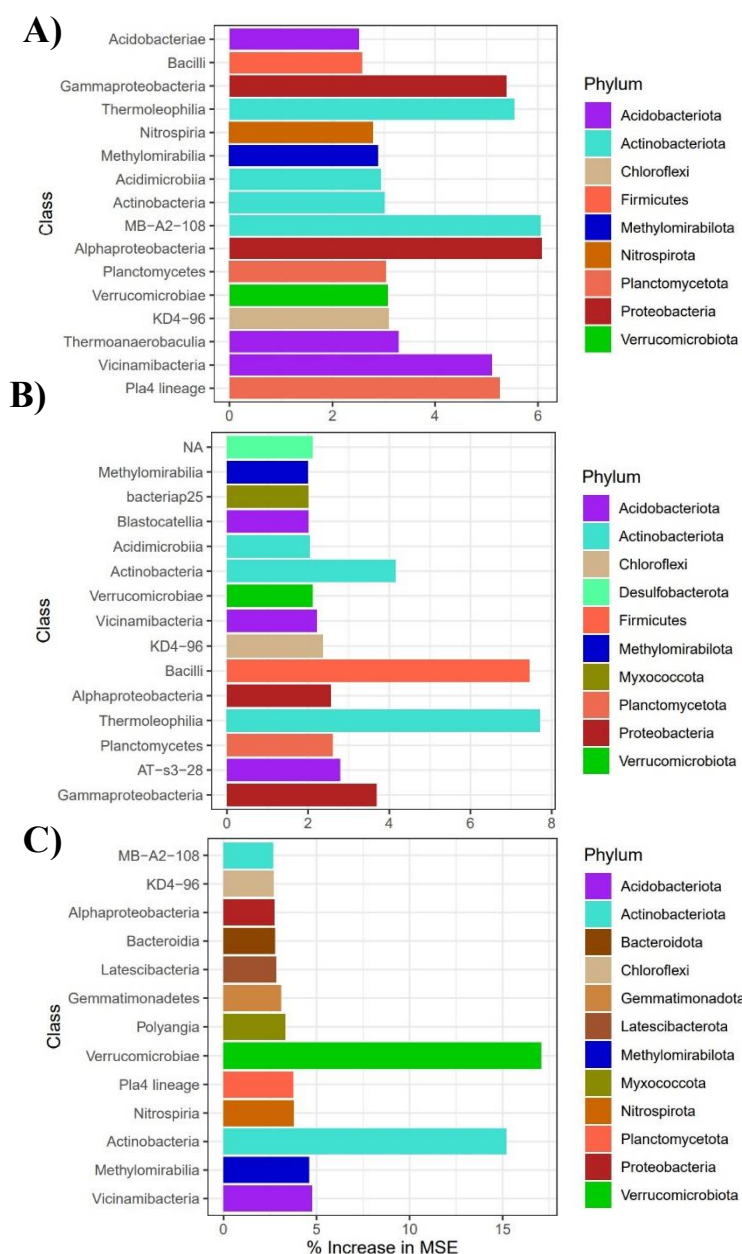 A)
Acidobacteriae
Bacilli
Gammaproteobacteria
Thermoleophilia
Nitrospiria
Methylomirabilia
Acidimicrobiia
Actinobacteria
MB−A2−108
Alphaproteobacteria
Planctomycetes
Verrucomicrobiae
KD4−96
Thermoanaerobaculia
Vicinamibacteria
Pla4 lineage
Class
0 2 4 6
Phylum
Acidobacteriota
Actinobacteriota
Chloroflexi
Firmicutes
Methylomirabilota
Nitrospirota
Planctomycetota
Proteobacteria
Verrucomicrobiota
B)
NA
Methylomirabilia
bacteriap25
Blastocatellia
Acidimicrobiia
Actinobacteria
Verrucomicrobiae
Vicinamibacteria
KD4−96
Bacilli
Alphaproteobacteria
Thermoleophilia
Planctomycetes
AT−s3−28
Gammaproteobacteria
Class
0 2 4 6 8
Phylum
Acidobacteriota
Actinobacteriota
Chloroflexi
Desulfobacterota
Firmicutes
Methylomirabilota
Myxococcota
Planctomycetota
Proteobacteria
Verrucomicrobiota
C)
MB−A2−108
KD4−96
Alphaproteobacteria
Bacteroidia
Latescibacteria
Gemmatimonadetes
Polyangia
Verrucomicrobiae
Pla4 lineage
Nitrospiria
Actinobacteria
Methylomirabilia
Vicinamibacteria
Class
0 5 10 15
% Increase in MSE
Phylum
Acidobacteriota
Actinobacteriota
Bacteroidota
Chloroflexi
Gemmatimonadota
Latescibacterota
Methylomirabilota
Myxococcota
Nitrospirota
Planctomycetota
Proteobacteria
Verrucomicrobiota